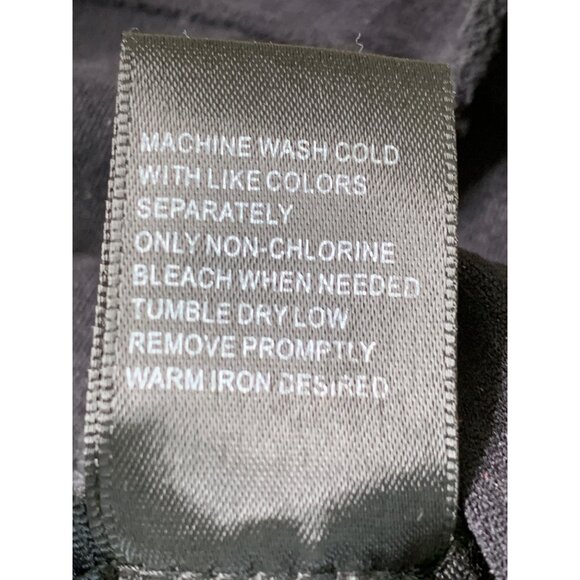 MACHINE WASH COLD
WITH LIKE COLORS
SEPARATELY
ONLY NON-CHLORINE
BLEACH WHEN NEEDED
TUMBLE DRY LOW
REMOVE PROMPTLY
WARM IRON DESIRED